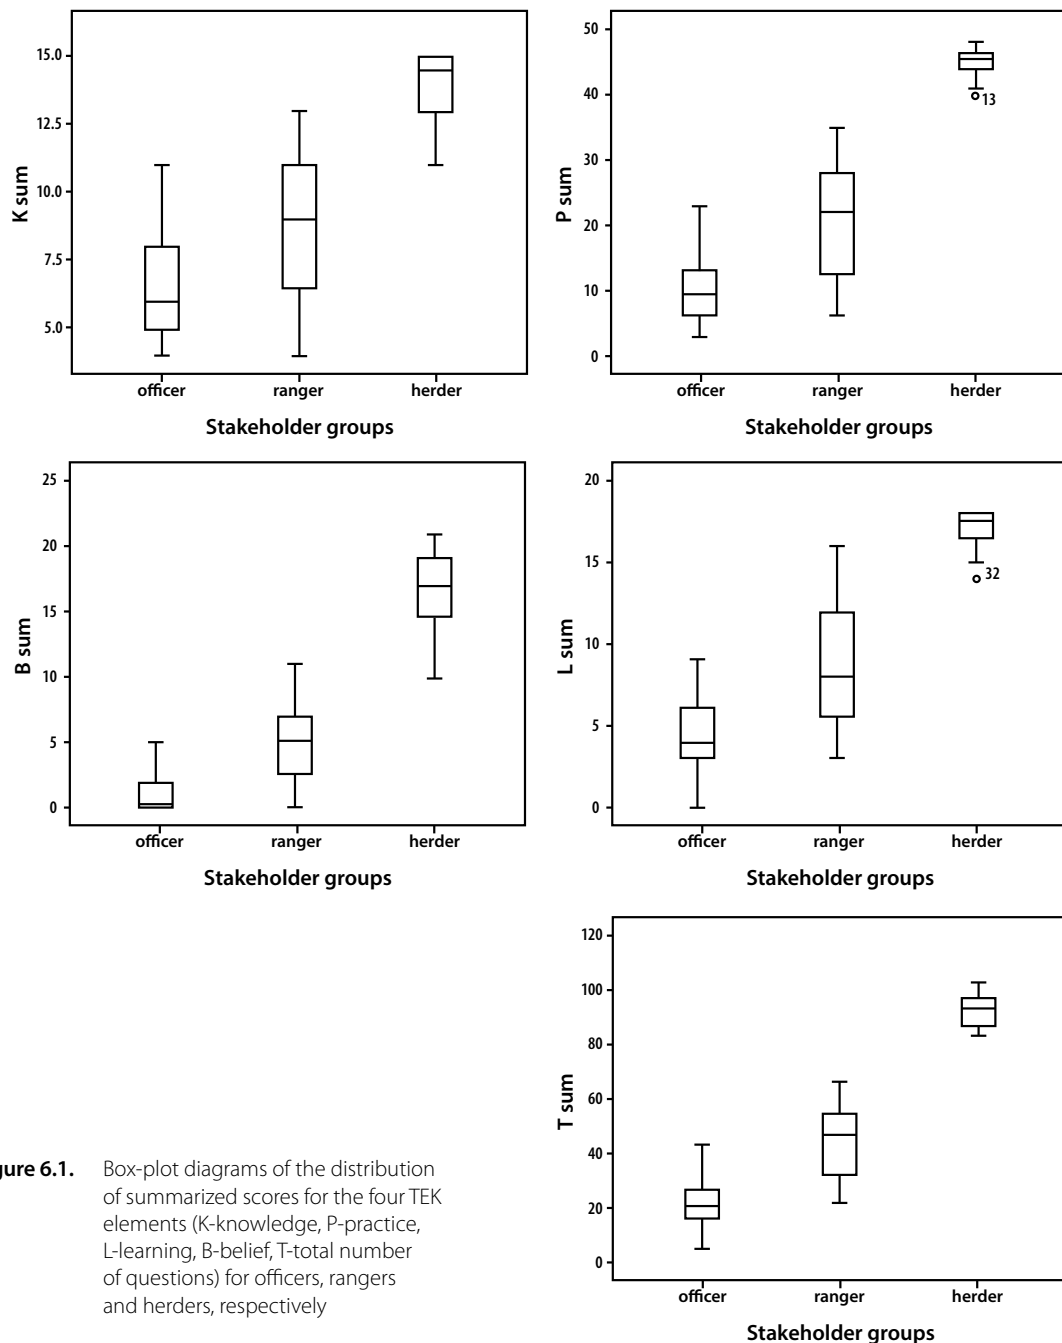 15.0
12.5
10.0
7.5
5.0
K sum
officer ranger herder
Stakeholder groups
50
40
30
20
10
0
P sum
13
officer ranger herder
Stakeholder groups
25
20
15
10
5
0
B sum
officer ranger herder
Stakeholder groups
20
15
10
5
0
L sum
32
officer ranger herder
Stakeholder groups
120
100
80
60
40
20
0
T sum
officer ranger herder
Stakeholder groups
gure 6.1. Box-plot diagrams of the distribution
of summarized scores for the four TEK
elements (K-knowledge, P-practice,
L-learning, B-belief, T-total number
of questions) for officers, rangers
and herders, respectively